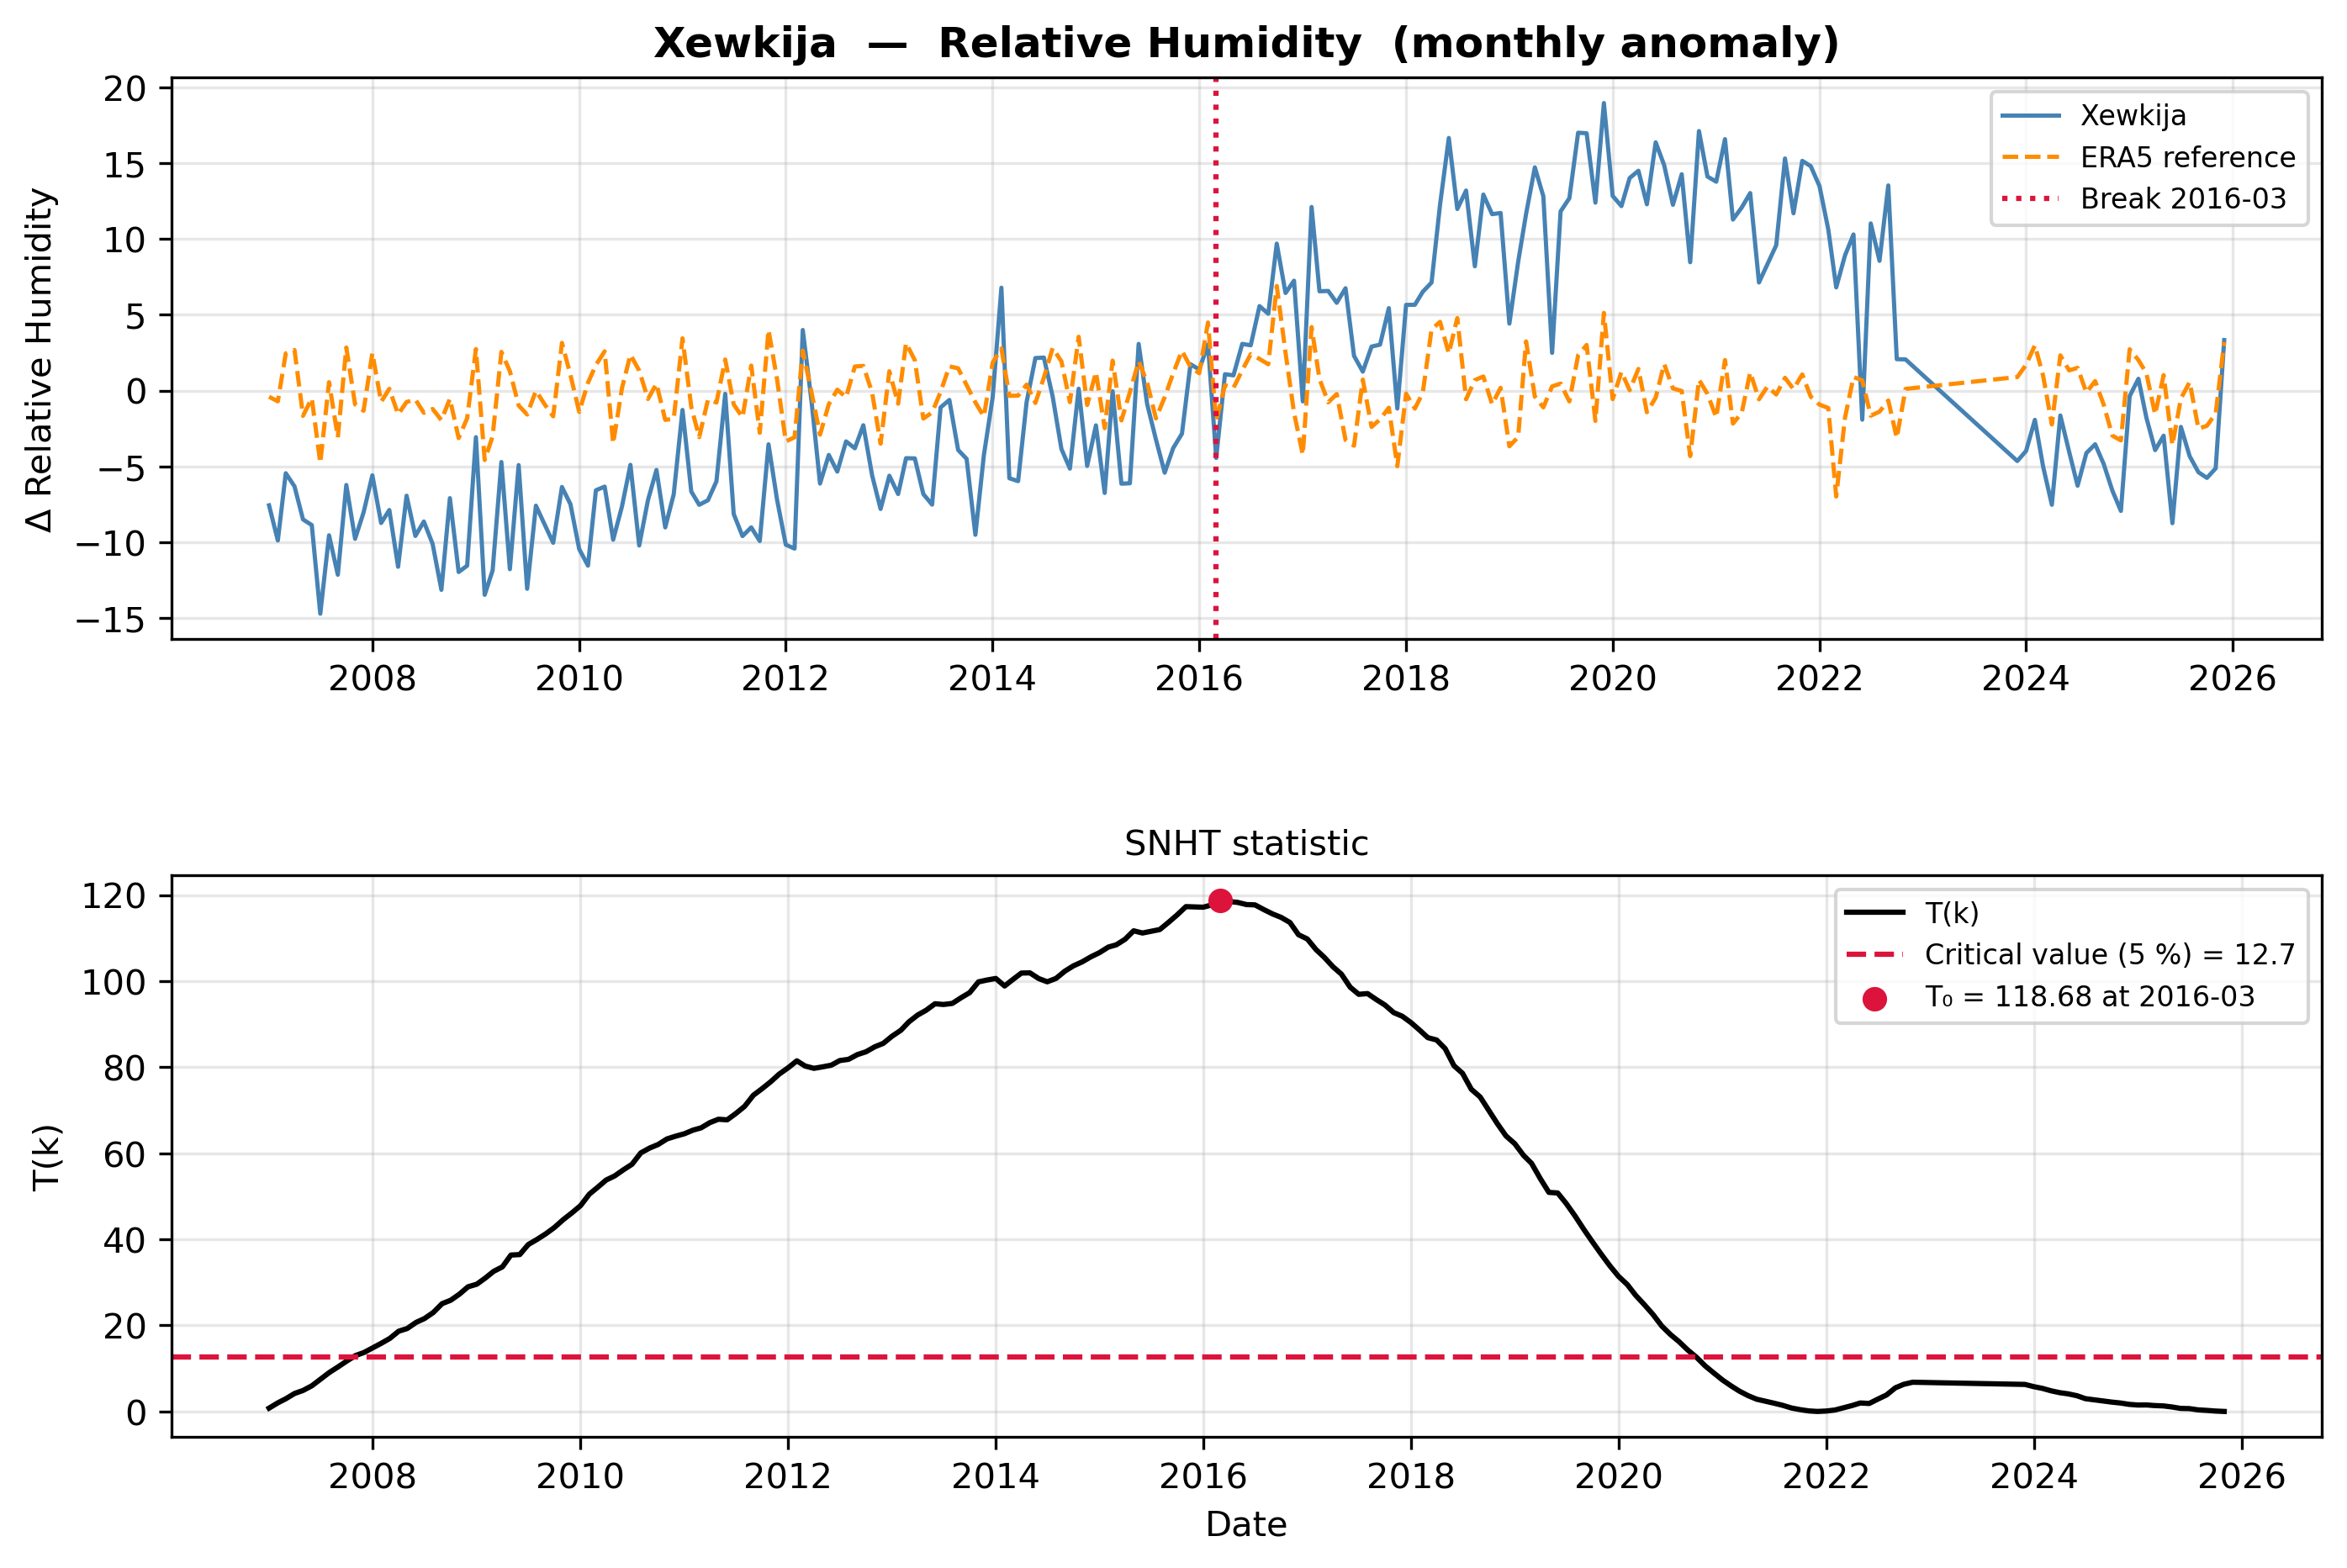 Xewkija — Relative Humidity (monthly anomaly)
Δ Relative Humidity
20
15
10
5
0
−5
−10
−15
Xewkija
ERA5 reference
Break 2016-03
2008 2010 2012 2014 2016 2018 2020 2022 2024 2026
SNHT statistic
T(k)
120
100
80
60
40
20
0
T(k)
Critical value (5 %) = 12.7
T₀ = 118.68 at 2016-03
2008 2010 2012 2014 2016 2018 2020 2022 2024 2026
Date